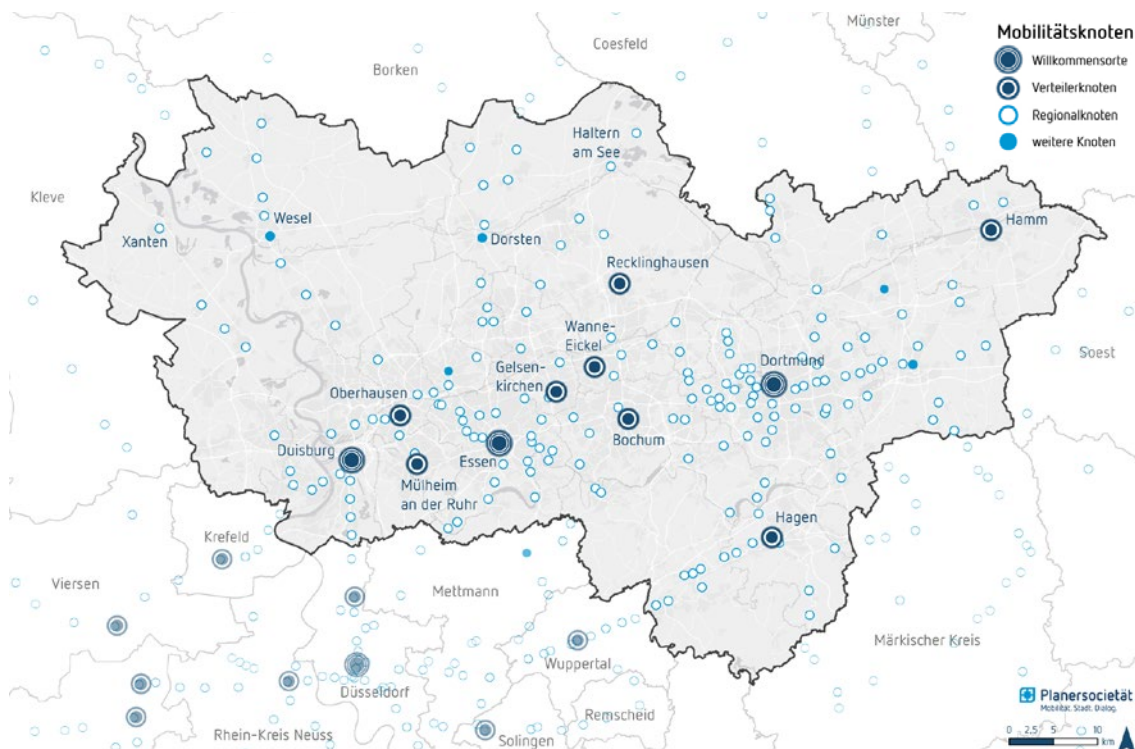 Münster
Coesfeld
Borken
Mobilitätsknoten
Willkommensorte
Verteilerknoten
Regionalknoten
weitere Knoten
Haltern
am See
Kleve
Wesel
Xanten
Dorsten
Hamm
Recklinghausen
Wanne-
Eickel
Gelsen-
kirchen
Dortmund
Soest
Oberhausen
Bochum
Duisburg
Essen
Mülheim
an der Ruhr
Hagen
Krefeld
Viersen
Mettmann
Märkischer Kreis
Wuppertal
Düsseldorf
Remscheid
Rhein-Kreis Neuss
Solingen
Planersocietät
Mobilität. Stadt. Dialog.
0 2,5 5 10
km